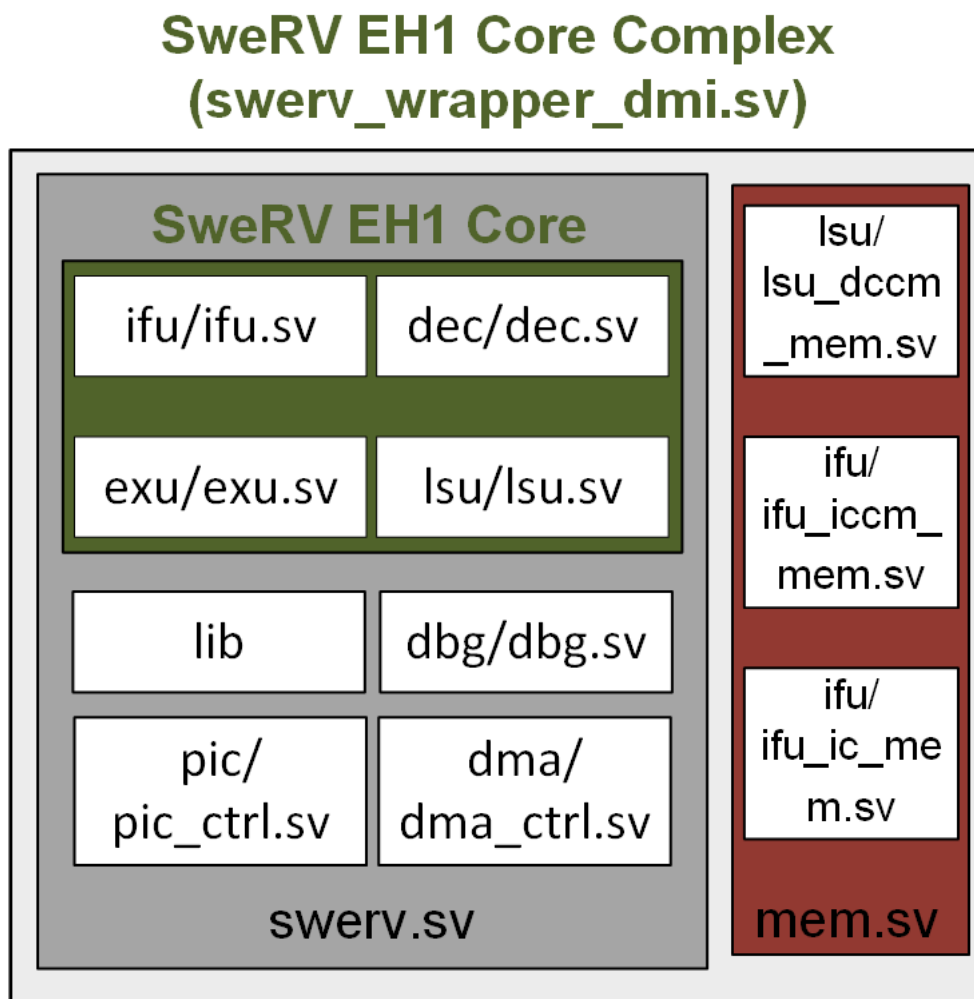 SweRV EH1 Core Complex
(swerv_wrapper_dmi.sv)
SweRV EH1 Core
ifu/ifu.sv
dec/dec.sv
exu/exu.sv
lsu/lsu.sv
lib
dbg/dbg.sv
pic/
pic_ctrl.sv
dma/
dma_ctrl.sv
swerv.sv
lsu/
lsu_dccm
_mem.sv
ifu/
ifu_iccm_
mem.sv
ifu/
ifu_ic_me
m.sv
mem.sv